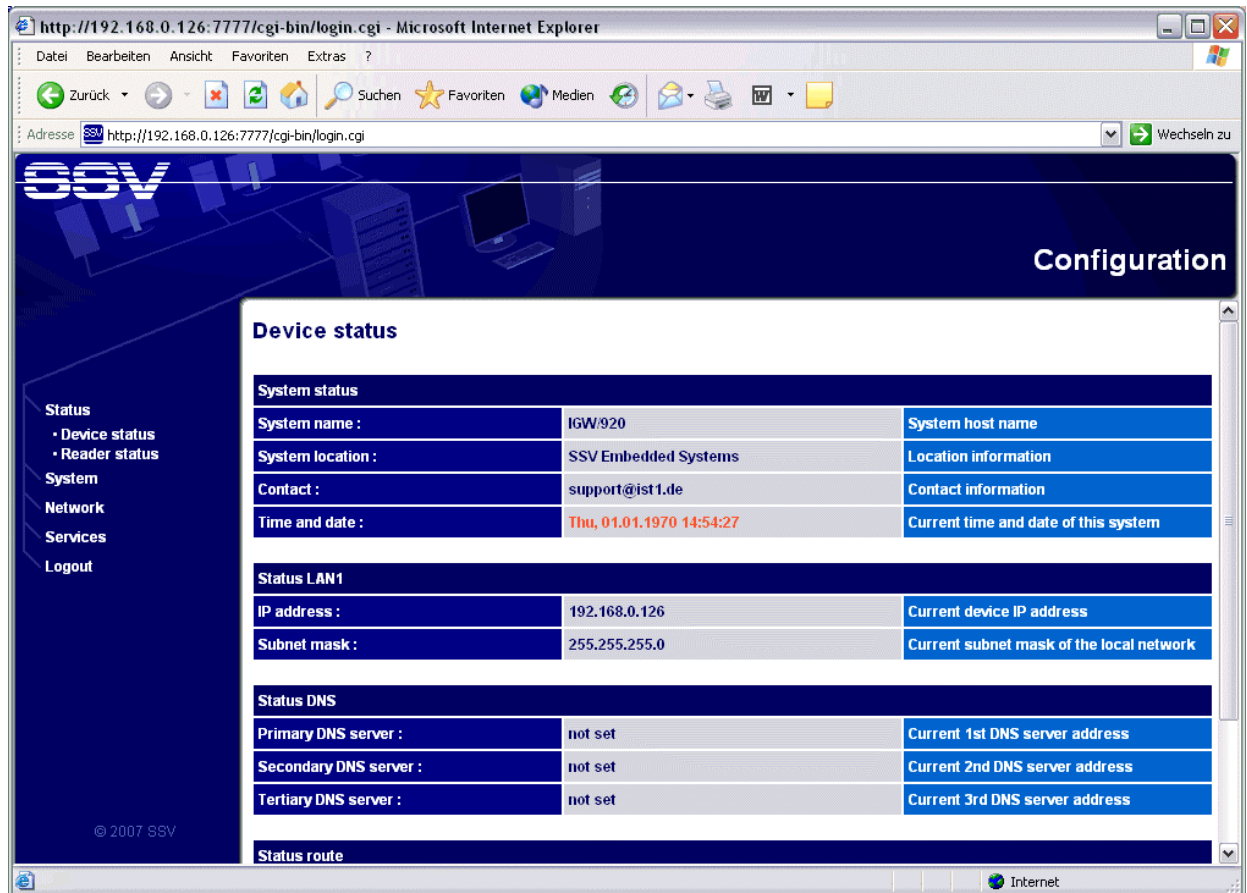 http://192.168.0.126:7777/cgi-bin/login.cgi - Microsoft Internet Explorer
Datei Bearbeiten Ansicht Favoriten Extras ?
Zurück Suchen Favoriten Medien
Adresse SSV http://192.168.0.126:7777/cgi-bin/login.cgi Wechseln zu
SSV
Configuration
Status
• Device status
• Reader status
System
Network
Services
Logout
© 2007 SSV
Device status
System status
System name : IGW/920 System host name
System location : SSV Embedded Systems Location information
Contact : support@ist1.de Contact information
Time and date : Thu, 01.01.1970 14:54:27 Current time and date of this system
Status LAN1
IP address : 192.168.0.126 Current device IP address
Subnet mask : 255.255.255.0 Current subnet mask of the local network
Status DNS
Primary DNS server : not set Current 1st DNS server address
Secondary DNS server : not set Current 2nd DNS server address
Tertiary DNS server : not set Current 3rd DNS server address
Status route
Internet